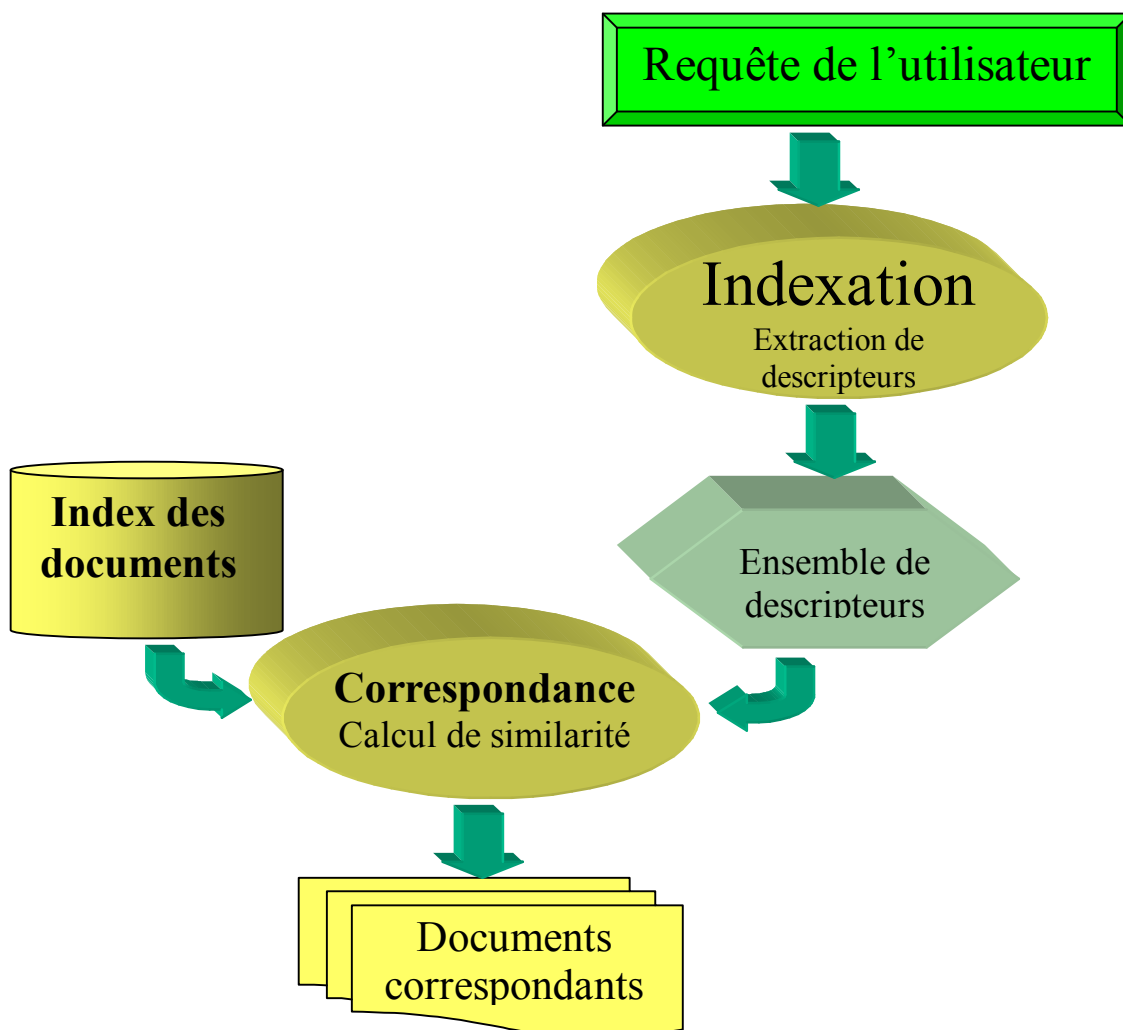 Requête de l’utilisateur
Indexation
Extraction de
descripteurs
Index des
documents
Ensemble de
descripteurs
Correspondance
Calcul de similarité
Documents
correspondants